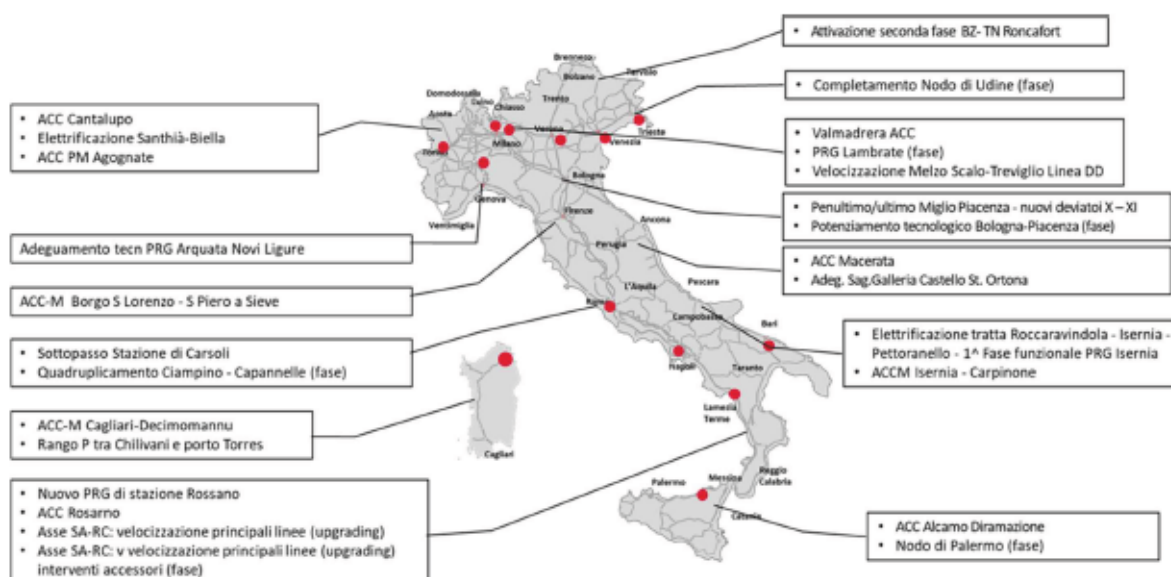 • Attivazione seconda fase BZ- TN Roncafort
• Completamento Nodo di Udine (fase)
• ACC Cantalupo
• Elettrificazione Santhià-Biella
• ACC PM Agognate
• Valmadrera ACC
• PRG Lambrate (fase)
• Velocizzazione Melzo Scalo-Treviglio Linea DD
• Penultimo/ultimo Miglio Piacenza - nuovi deviatoi X – XI
• Potenziamento tecnologico Bologna-Piacenza (fase)
Adeguamento tecn PRG Arquata Novi Ligure
• ACC Macerata
• Adeg. Sag.Galleria Castello St. Ortona
ACC-M Borgo S Lorenzo - S Piero a Sieve
• Elettrificazione tratta Roccaravindola - Isernia -
Pettoranello - 1^ Fase funzionale PRG Isernia
• ACCM Isernia - Carpinone
• Sottopasso Stazione di Carsoli
• Quadruplicamento Ciampino - Capannelle (fase)
• ACC-M Cagliari-Decimomannu
• Rango P tra Chilivani e porto Torres
• Nuovo PRG di stazione Rossano
• ACC Rosarno
• Asse SA-RC: velocizzazione principali linee (upgrading)
• Asse SA-RC: v velocizzazione principali linee (upgrading)
interventi accessori (fase)
• ACC Alcamo Diramazione
• Nodo di Palermo (fase)
Brennero
Bolzano
Tarvisio
Domodossola
Luino
Chiasso
Trento
Aosta
Trieste
Torino
Milano
Verona
Venezia
Bologna
Genova
Ventimiglia
Firenze
Ancona
Perugia
Pescara
L'Aquila
Roma
Campobasso
Bari
Napoli
Taranto
Lamezia
Terme
Cagliari
Reggio
Calabria
Palermo
Messina
Catania